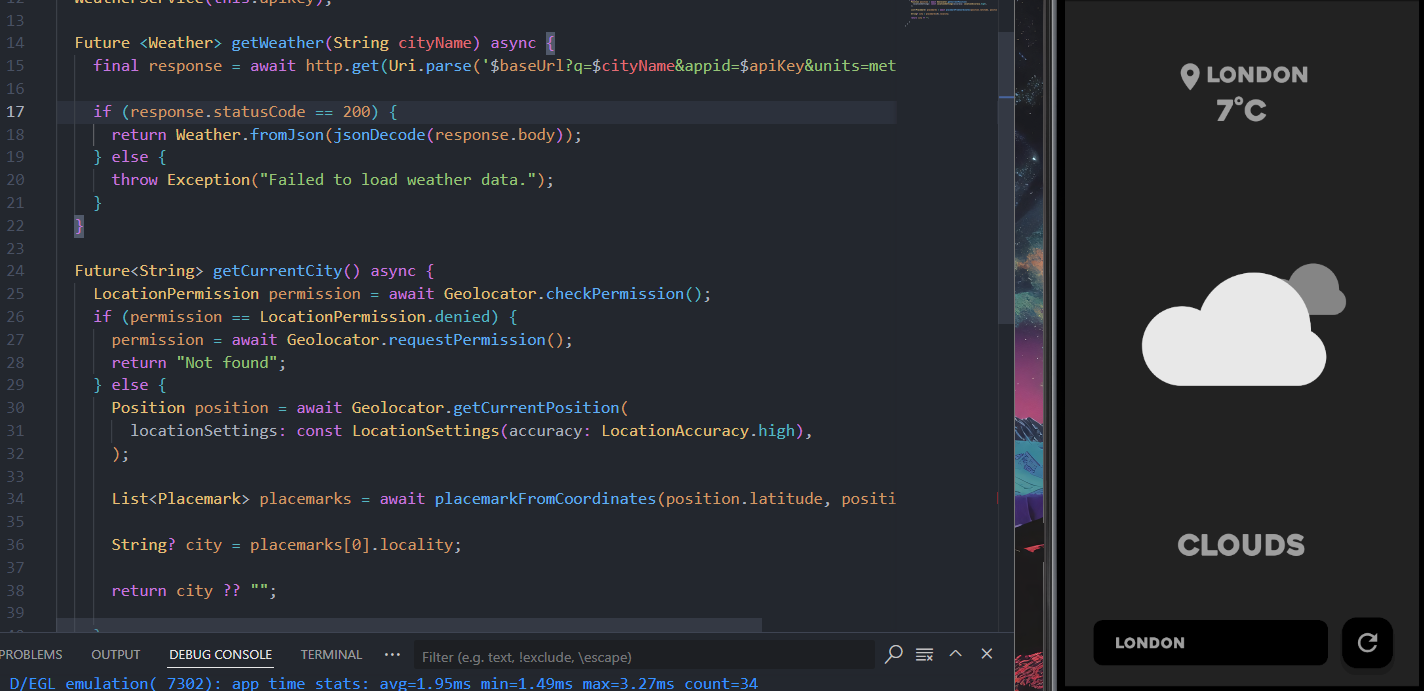 WeatherService(this.apiKey);
13
14 Future <Weather> getWeather(String cityName) async {
15 final response = await http.get(Uri.parse('$baseUrl?q=$cityName&appid=$apiKey&units=met
16
17 if (response.statusCode == 200) {
18 return Weather.fromJson(jsonDecode(response.body));
19 } else {
20 throw Exception("Failed to load weather data.");
21 }
22 }
23
24 Future<String> getCurrentCity() async {
25 LocationPermission permission = await Geolocator.checkPermission();
26 if (permission == LocationPermission.denied) {
27 permission = await Geolocator.requestPermission();
28 return "Not found";
29 } else {
30 Position position = await Geolocator.getCurrentPosition(
31 locationSettings: const LocationSettings(accuracy: LocationAccuracy.high),
32 );
33
34 List<Placemark> placemarks = await placemarkFromCoordinates(position.latitude, positi
35
36 String? city = placemarks[0].locality;
37
38 return city ?? "";
39
PROBLEMS OUTPUT DEBUG CONSOLE TERMINAL ··· Filter (e.g. text, !exclude, \escape)
D/EGL_emulation( 7302): app_time_stats: avg=1.95ms min=1.49ms max=3.27ms count=34
LONDON
7°C
CLOUDS
LONDON